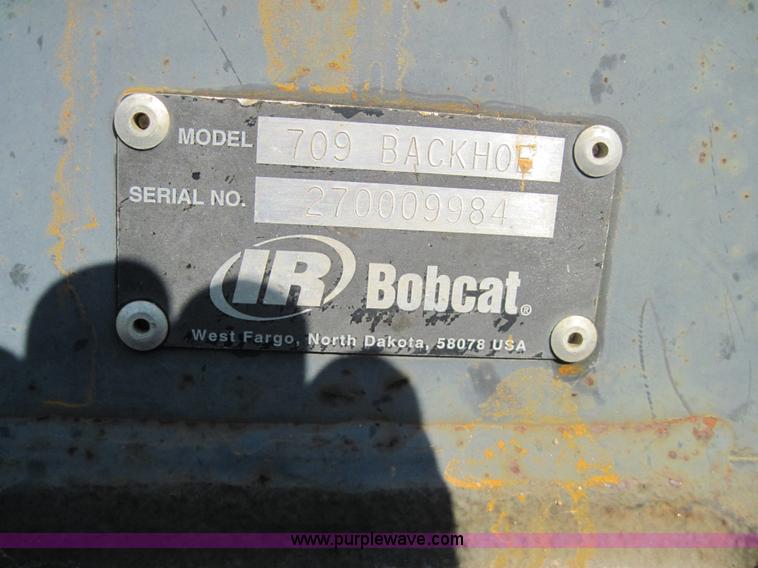 MODEL 709 BACKHOE
SERIAL NO. 270009984
IR Bobcat®
West Fargo, North Dakota, 58078 USA
www.purplewave.com